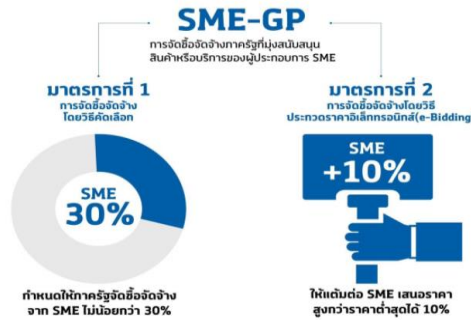 SME-GP
การจัดซื้อจัดจ้างภาครัฐที่มุ่งสนับสนุน
สินค้าหรือบริการของผู้ประกอบการ SME
มาตรการที่ 1
การจัดซื้อจัดจ้าง
โดยวิธีคัดเลือก
SME
30%
กำหนดให้ภาครัฐจัดซื้อจัดจ้าง
จาก SME ไม่น้อยกว่า 30%
มาตรการที่ 2
การจัดซื้อจัดจ้างโดยวิธี
ประกวดราคาอิเล็กทรอนิกส์(e-Bidding
SME
+10%
ให้แต้มต่อ SME เสนอราคา
สูงกว่าราคาต่ำสุดได้ 10%